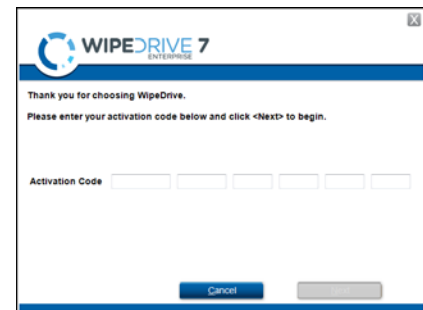 WIPEDRIVE 7
ENTERPRISE
Thank you for choosing WipeDrive.
Please enter your activation code below and click <Next> to begin.
Activation Code
Cancel
Next